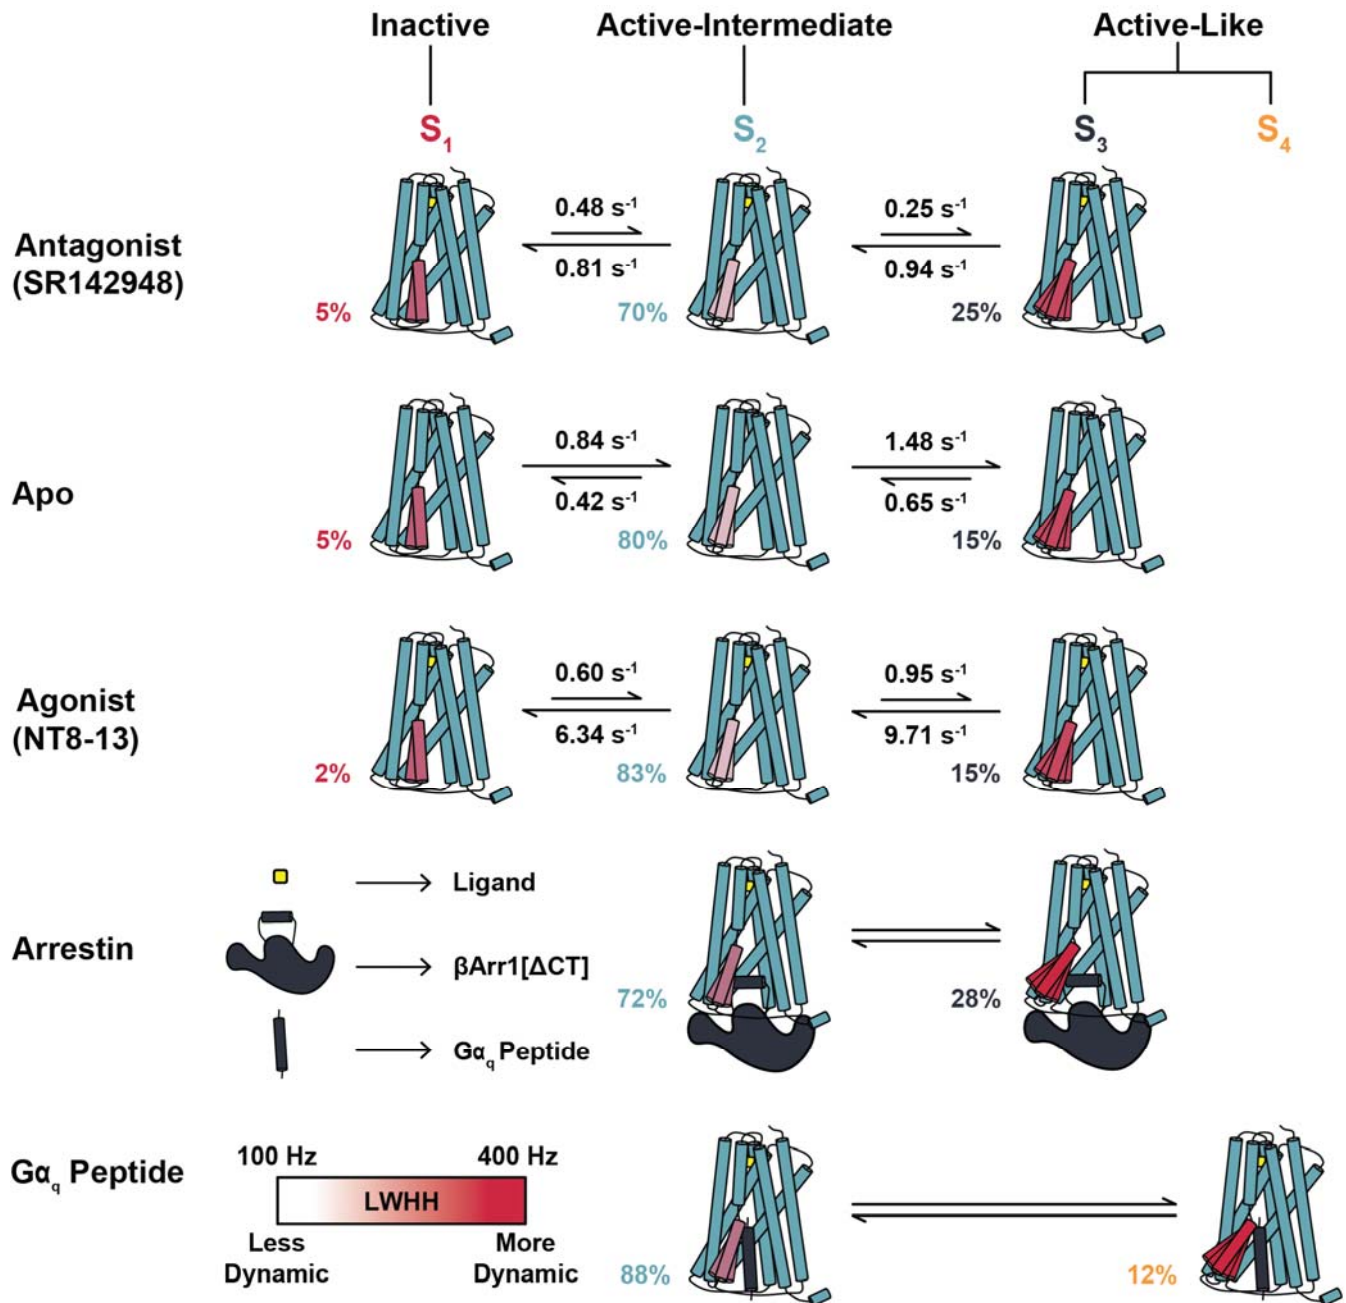 Inactive
Active-Intermediate
Active-Like
S₁
S₂
S₃
S₄
Antagonist
(SR142948)
0.48 s⁻¹
0.81 s⁻¹
0.25 s⁻¹
0.94 s⁻¹
5%
70%
25%
Apo
0.84 s⁻¹
0.42 s⁻¹
1.48 s⁻¹
0.65 s⁻¹
5%
80%
15%
Agonist
(NT8-13)
0.60 s⁻¹
6.34 s⁻¹
0.95 s⁻¹
9.71 s⁻¹
2%
83%
15%
Arrestin
Ligand
βArr1[ΔCT]
Gα_q Peptide
72%
28%
Gα_q Peptide
100 Hz
400 Hz
LWHH
Less
Dynamic
More
Dynamic
88%
12%